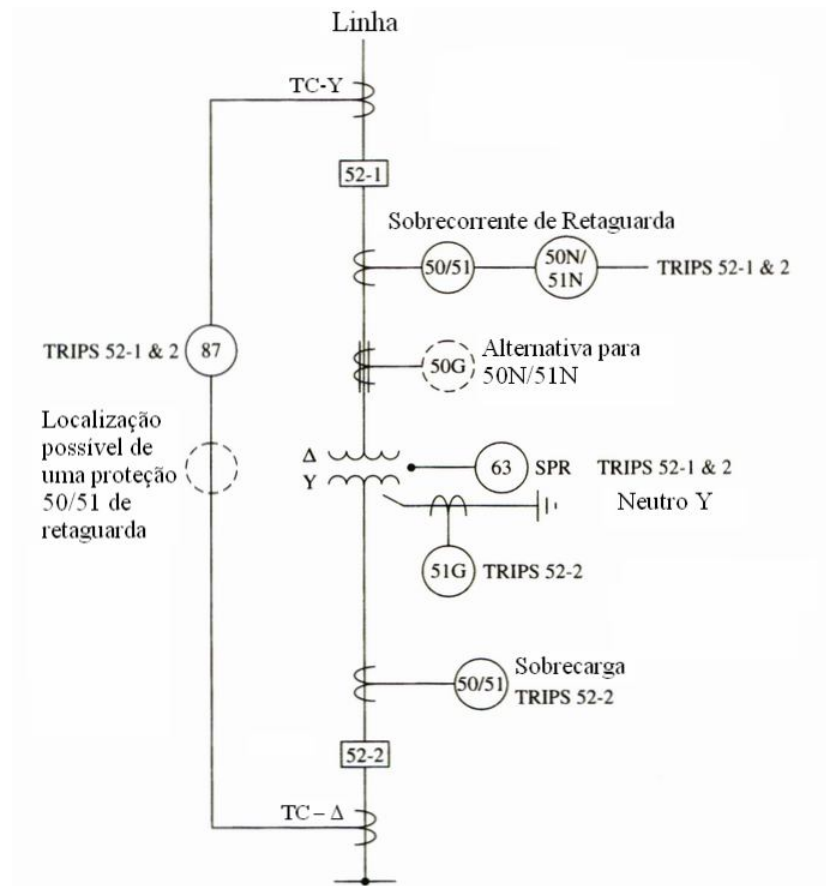 Linha
TC-Y
52-1
Sobrecorrente de Retaguarda
50/51
50N/
51N
TRIPS 52-1 & 2
TRIPS 52-1 & 2
87
50G
Alternativa para
50N/51N
Localização
possível de
uma proteção
50/51 de
retaguarda
Δ
Y
63
SPR
TRIPS 52-1 & 2
Neutro Y
51G
TRIPS 52-2
50/51
Sobrecarga
TRIPS 52-2
52-2
TC – Δ